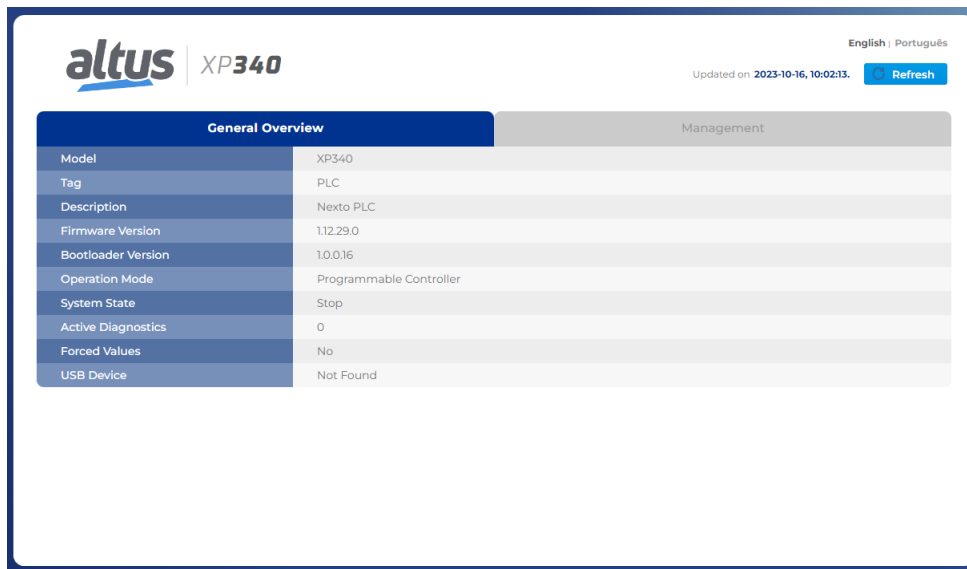 English | Português
altus XP340
Updated on 2023-10-16, 10:02:13. Refresh
General Overview Management
Model XP340
Tag PLC
Description Nexto PLC
Firmware Version 1.12.29.0
Bootloader Version 1.0.0.16
Operation Mode Programmable Controller
System State Stop
Active Diagnostics 0
Forced Values No
USB Device Not Found